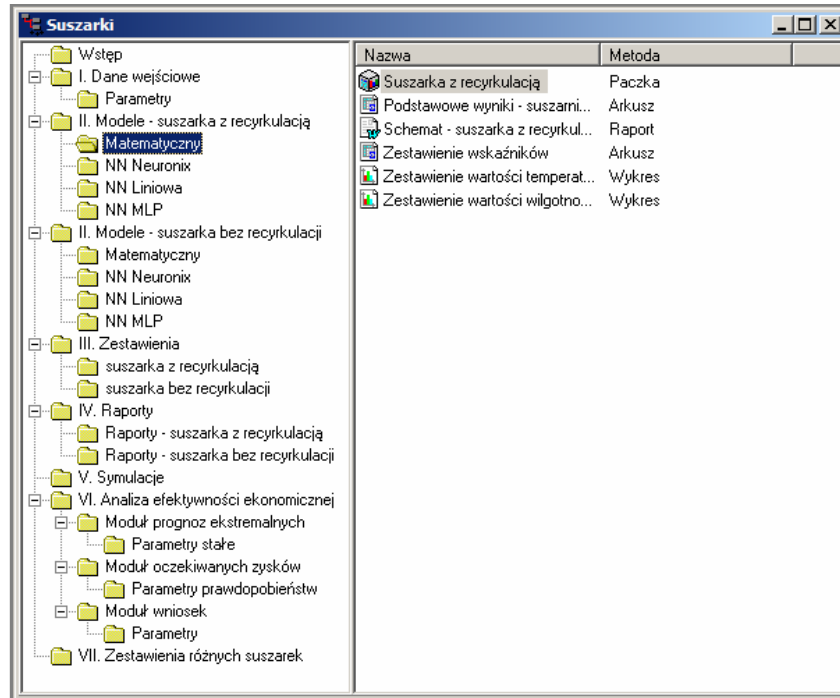 Suszarki
Wstęp
I. Dane wejściowe
Parametry
II. Modele - suszarka z recyrkulacją
Matematyczny
NN Neuronix
NN Liniowa
NN MLP
II. Modele - suszarka bez recyrkulacji
Matematyczny
NN Neuronix
NN Liniowa
NN MLP
III. Zestawienia
suszarka z recyrkulacją
suszarka bez recyrkulacji
IV. Raporty
Raporty - suszarka z recyrkulacją
Raporty - suszarka bez recyrkulacji
V. Symulacje
VI. Analiza efektywności ekonomicznej
Moduł prognoz ekstremalnych
Parametry stałe
Moduł oczekiwanych zysków
Parametry prawdopobieństw
Moduł wniosek
Parametry
VII. Zestawienia różnych suszarek
Nazwa Metoda
Suszarka z recyrkulacją Paczka
Podstawowe wyniki - suszarni... Arkusz
Schemat - suszarka z recyrkul... Raport
Zestawienie wskaźników Arkusz
Zestawienie wartości temperat... Wykres
Zestawienie wartości wilgotno... Wykres